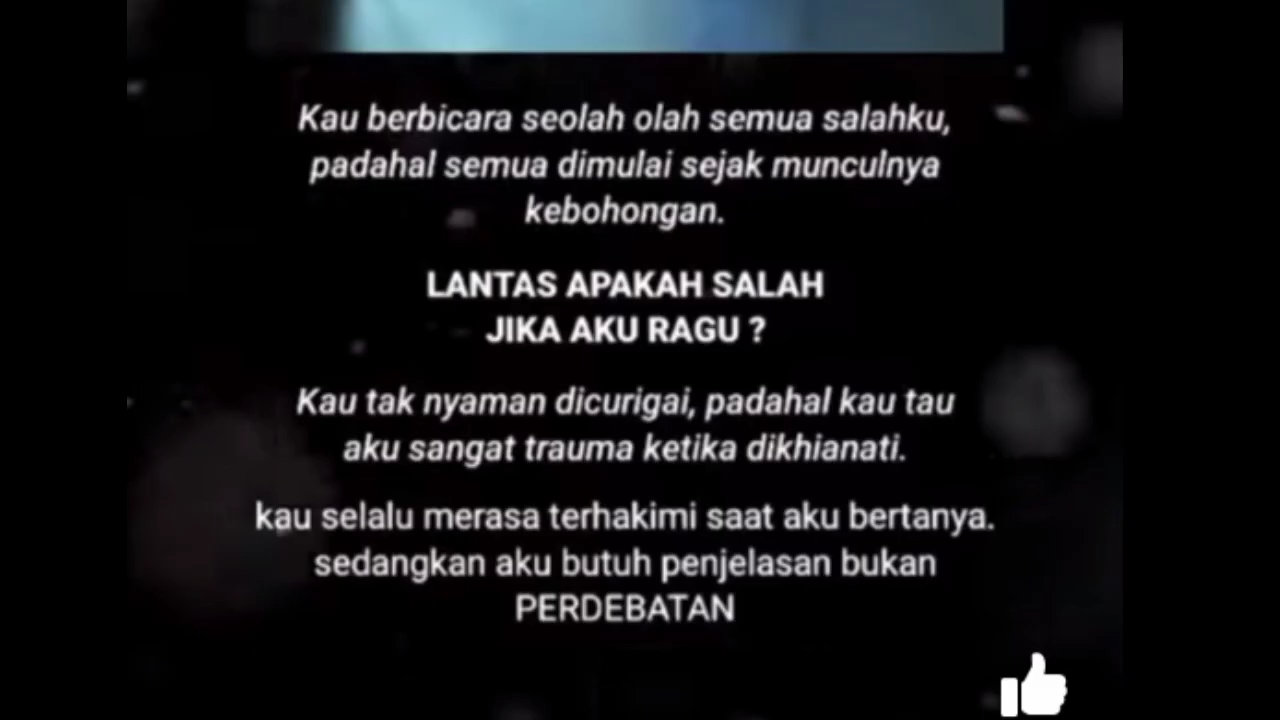 Kau berbicara seolah olah semua salahku,
padahal semua dimulai sejak munculnya
kebohongan.
LANTAS APAKAH SALAH
JIKA AKU RAGU ?
Kau tak nyaman dicurigai, padahal kau tau
aku sangat trauma ketika dikhianati.
kau selalu merasa terhakimi saat aku bertanya.
sedangkan aku butuh penjelasan bukan
PERDEBATAN